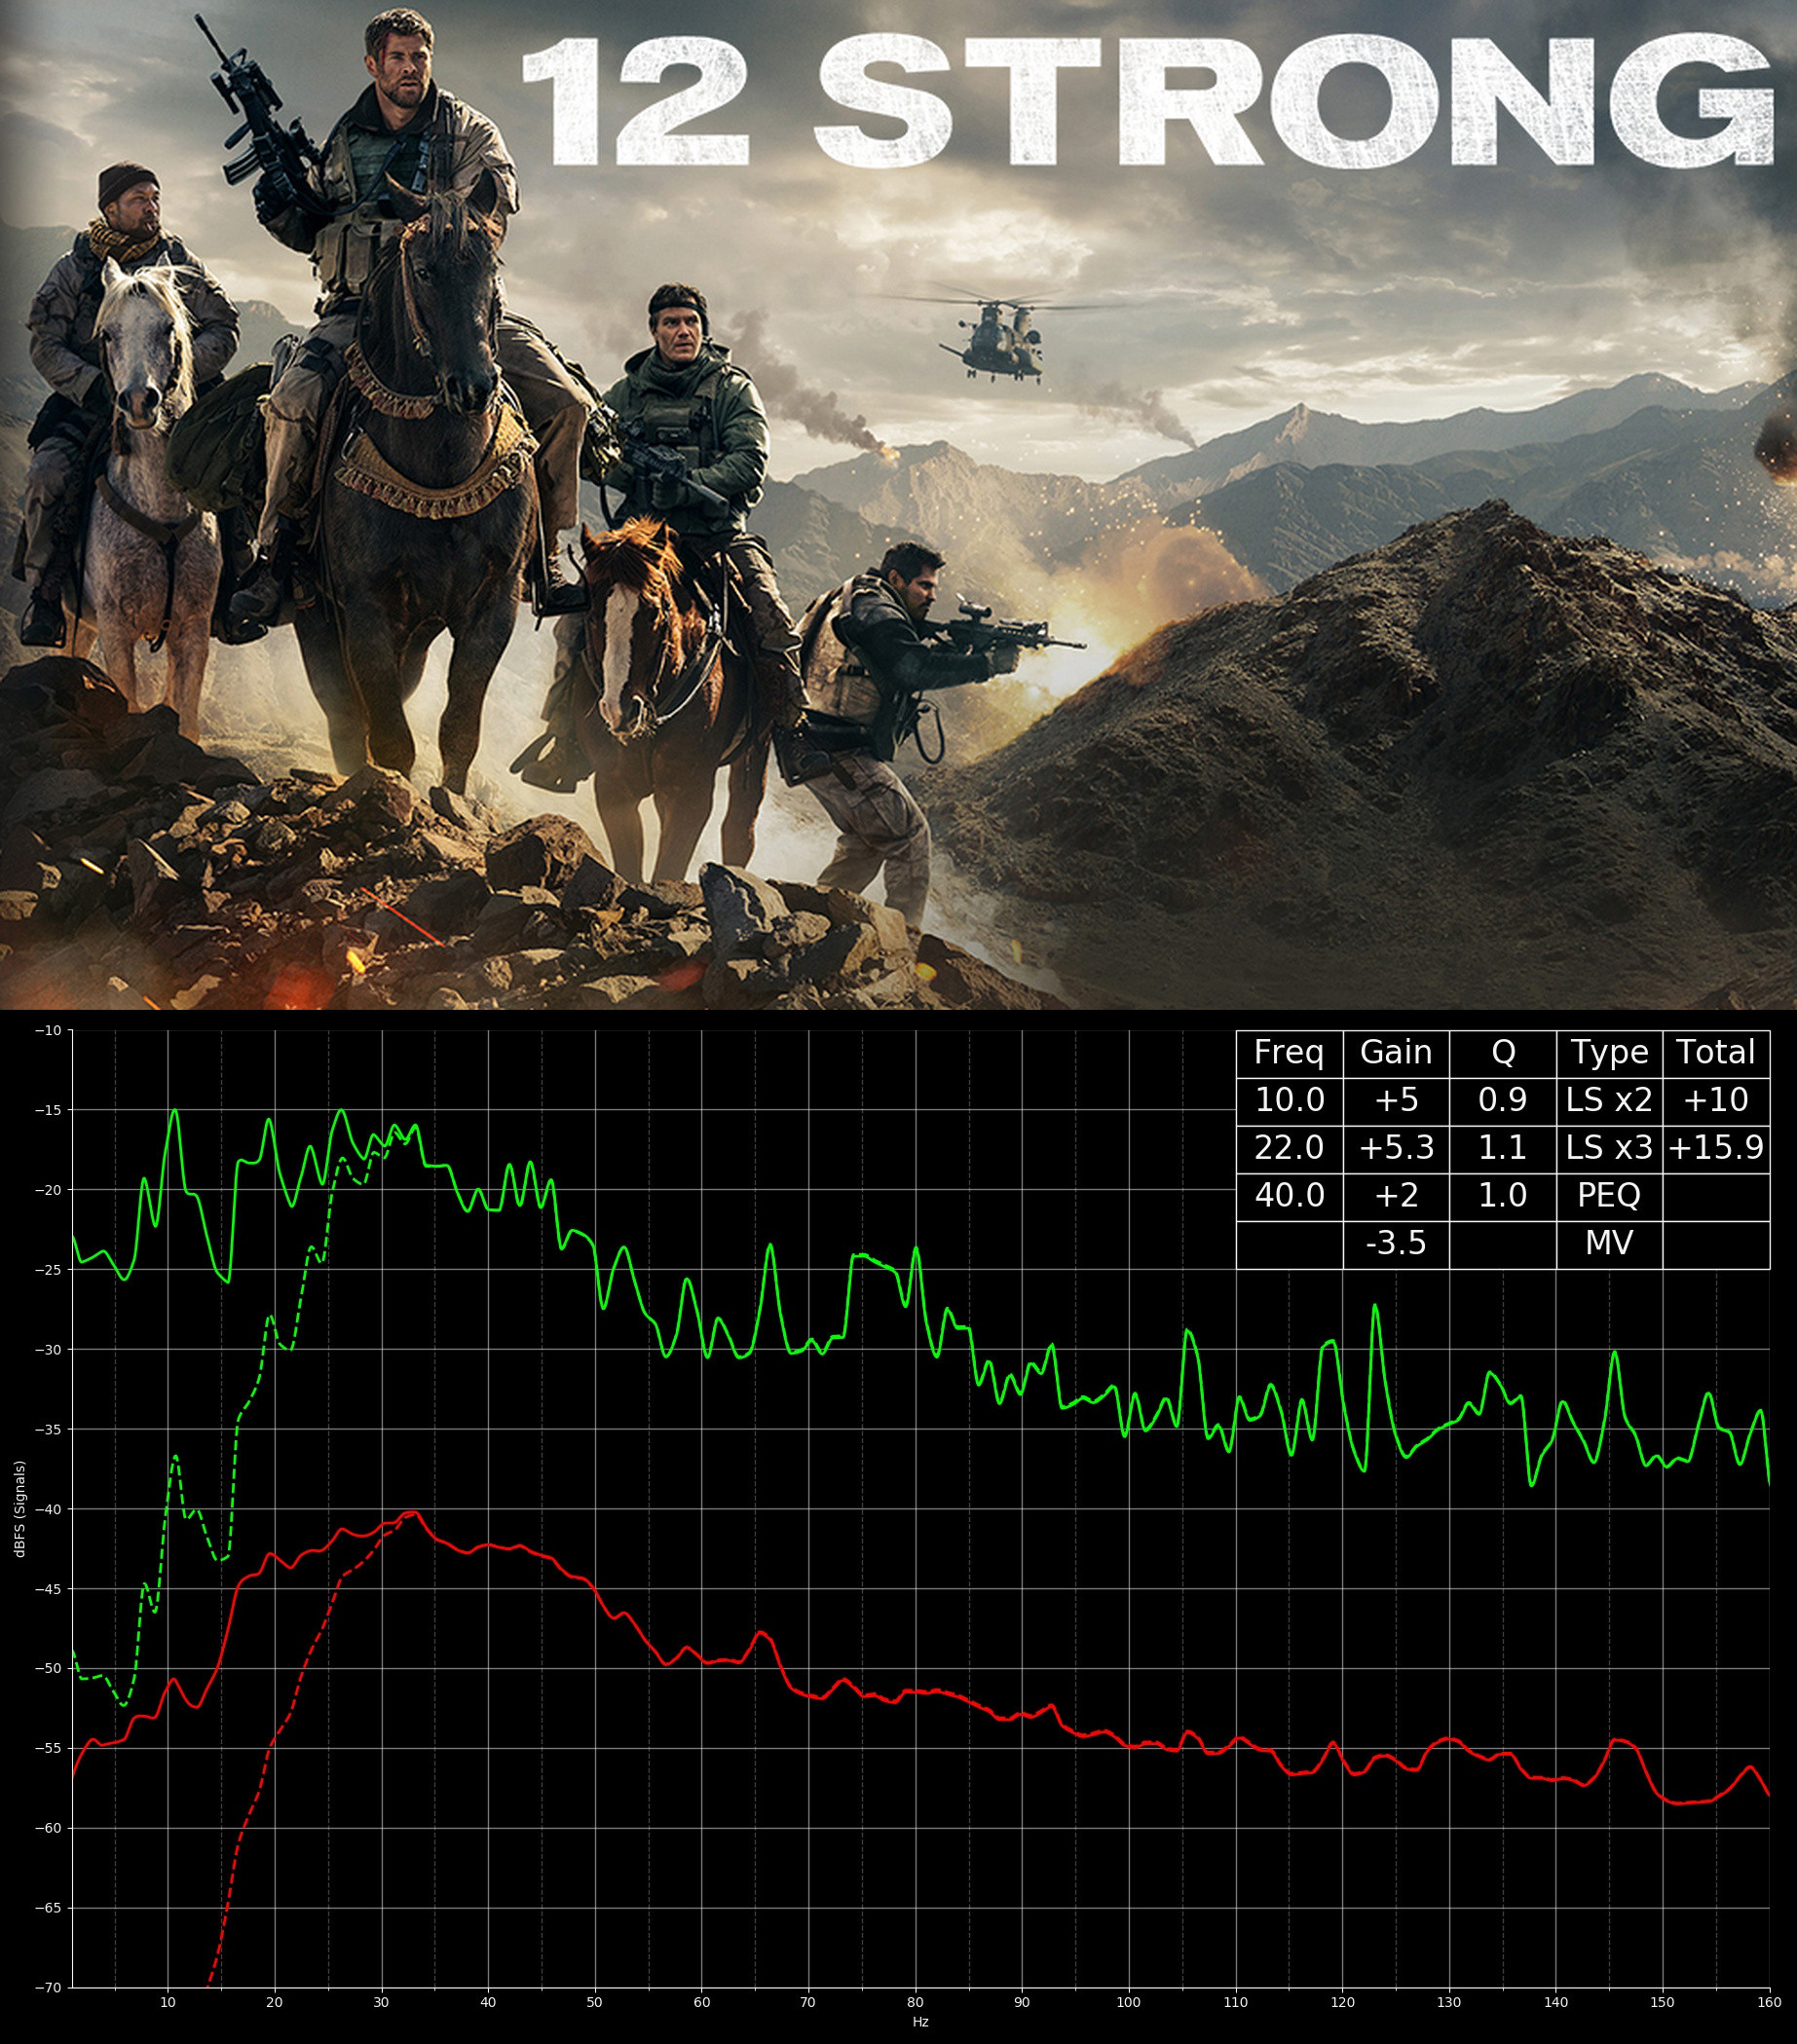 12 STRONG
Freq Gain Q Type Total
10.0 +5 0.9 LS x2 +10
22.0 +5.3 1.1 LS x3 +15.9
40.0 +2 1.0 PEQ
-3.5 MV
−10
−15
−20
−25
−30
−35
−40
−45
−50
−55
−60
−65
−70
dBFS (Signals)
10 20 30 40 50 60 70 80 90 100 110 120 130 140 150 160
Hz